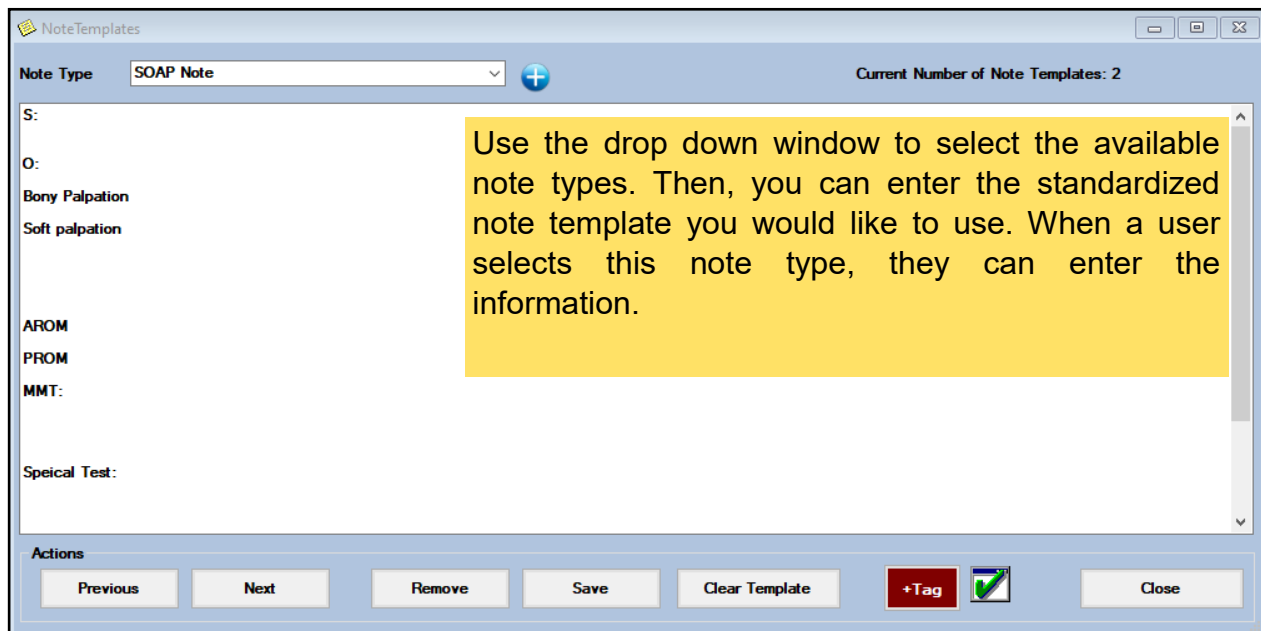 NoteTemplates
Note Type SOAP Note Current Number of Note Templates: 2
S:
O:
Bony Palpation
Soft palpation
AROM
PROM
MMT:
Speical Test:
Use the drop down window to select the available
note types. Then, you can enter the standardized
note template you would like to use. When a user
selects this note type, they can enter the
information.
Actions
Previous Next Remove Save Clear Template +Tag Close